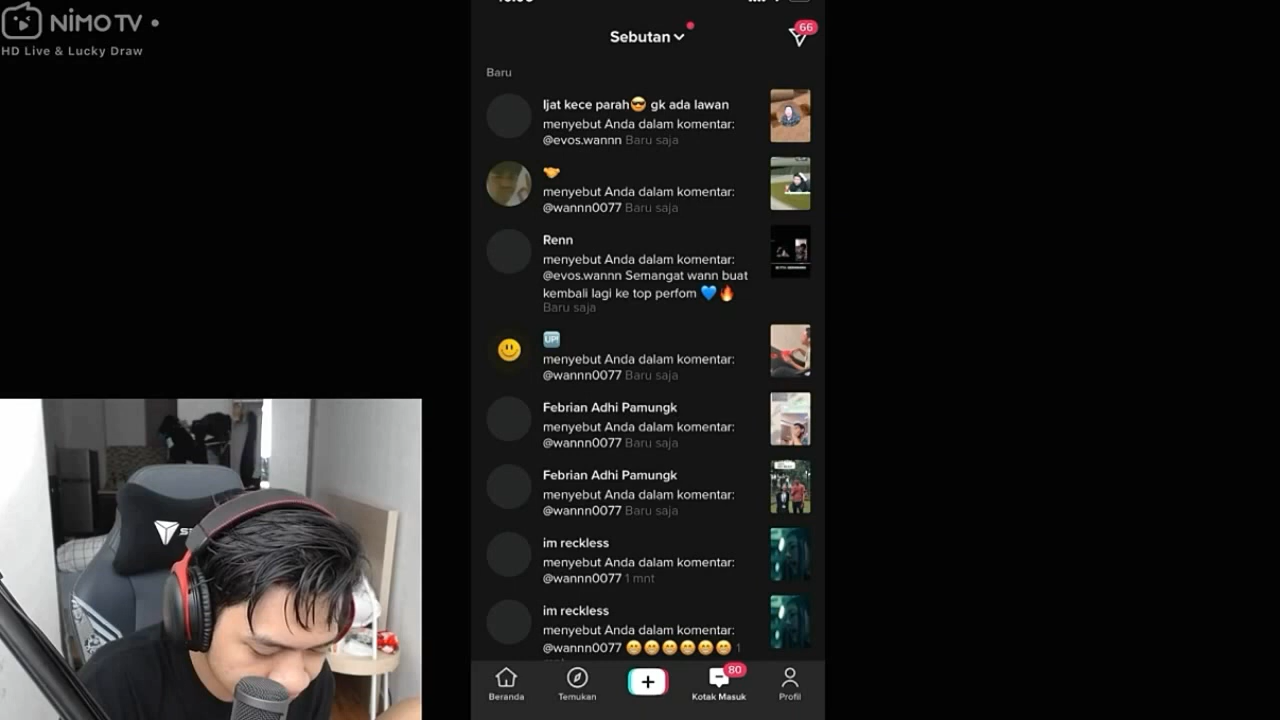 NIMO TV
HD Live & Lucky Draw
Sebutan
66
Baru
Ijat kece parah😎 gk ada lawan
menyebut Anda dalam komentar:
@evos.wannn Baru saja
🤝
menyebut Anda dalam komentar:
@wannn0077 Baru saja
Renn
menyebut Anda dalam komentar:
@evos.wannn Semangat wann buat
kembali lagi ke top perfom 💙🔥
Baru saja
🆙
menyebut Anda dalam komentar:
@wannn0077 Baru saja
Febrian Adhi Pamungk
menyebut Anda dalam komentar:
@wannn0077 Baru saja
Febrian Adhi Pamungk
menyebut Anda dalam komentar:
@wannn0077 Baru saja
im reckless
menyebut Anda dalam komentar:
@wannn0077 1 mnt
im reckless
menyebut Anda dalam komentar:
@wannn0077 😁😁😁😁😁😁 1
80
Beranda
Temukan
Kotak Masuk
Profil